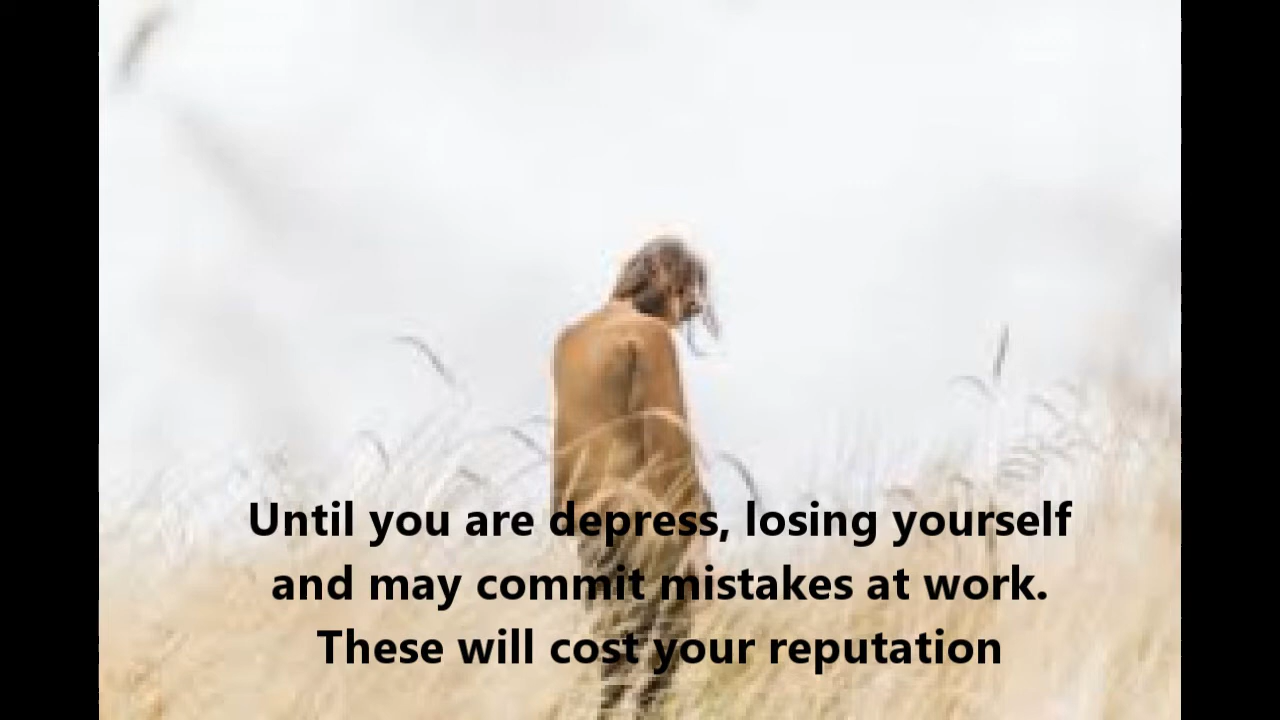 Until you are depress, losing yourself
and may commit mistakes at work.
These will cost your reputation